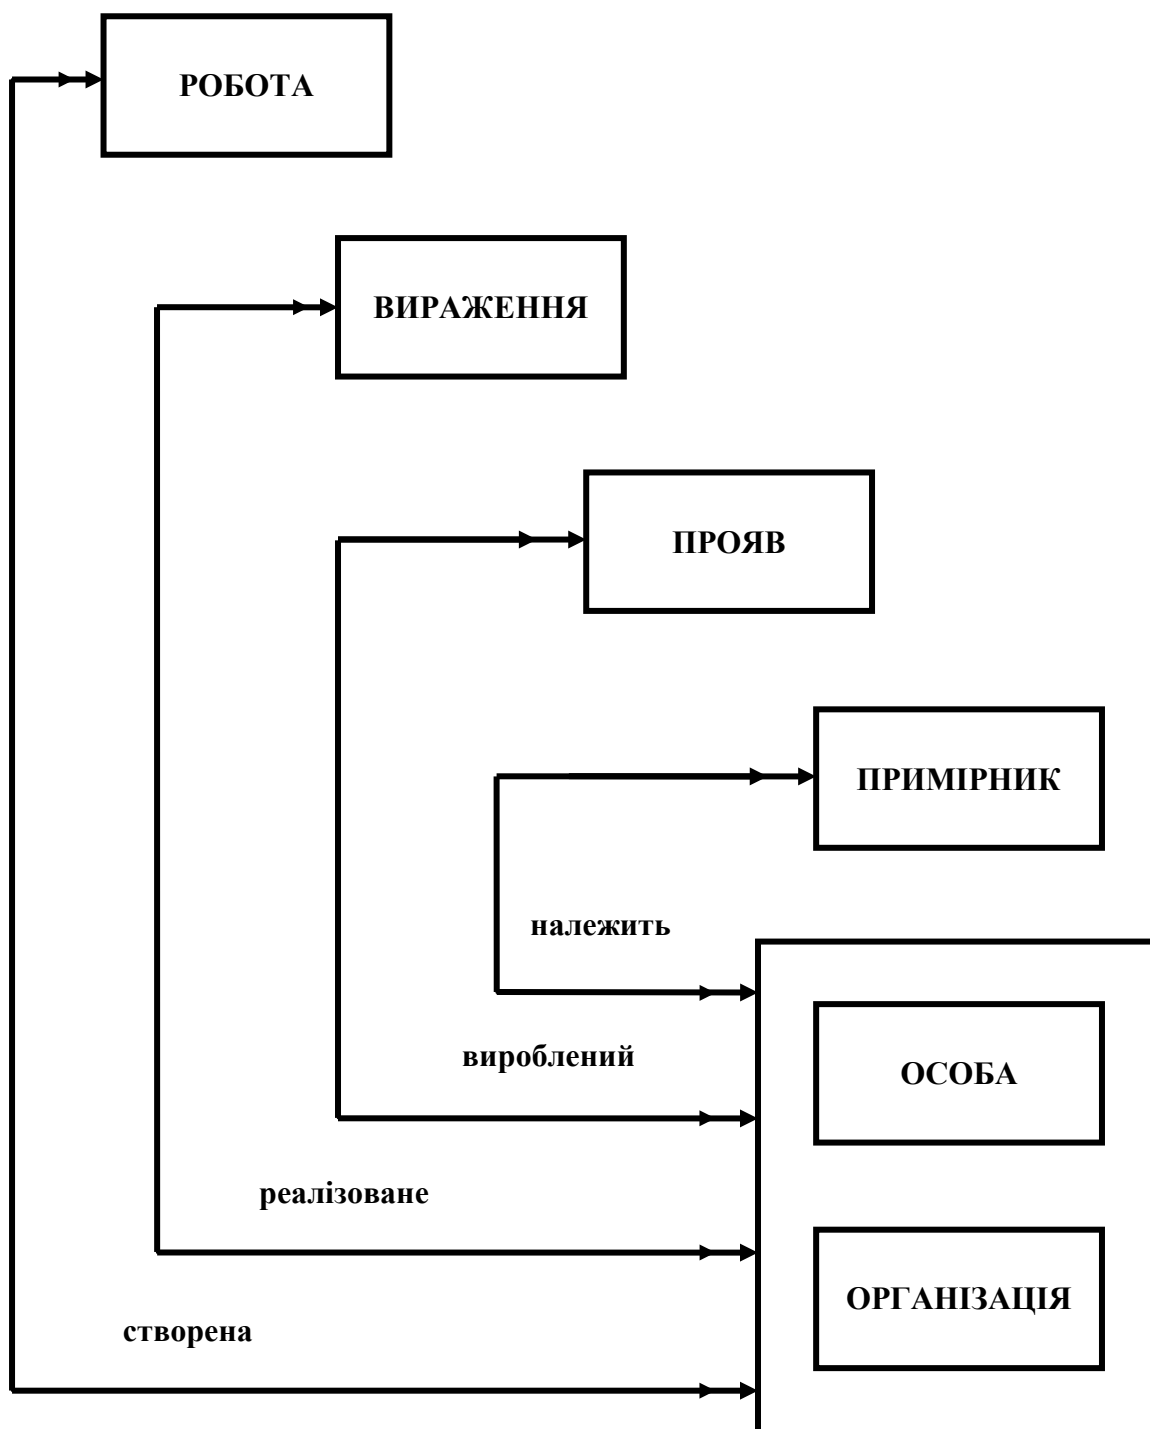 РОБОТА
ВИРАЖЕННЯ
ПРОЯВ
ПРИМІРНИК
належить
вироблений
ОСОБА
реалізоване
ОРГАНІЗАЦІЯ
створена